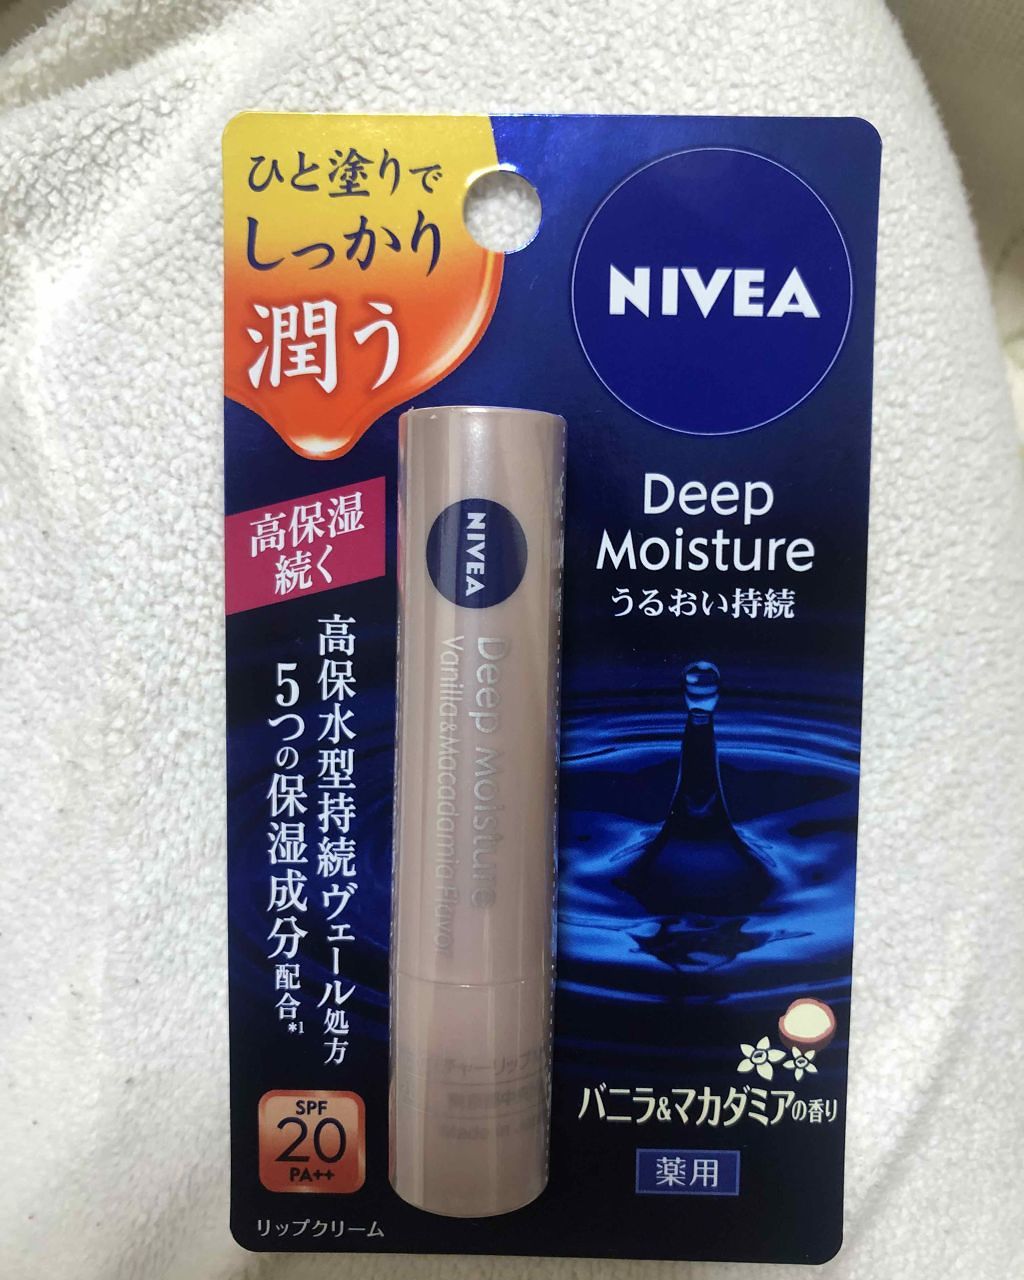 ひと塗りで
しっかり
潤う
NIVEA
Deep
Moisture
うるおい持続
高保湿
続く
高保水型持続ヴェール処方
5つの保湿成分配合*1
NIVEA
Deep Moisture
Vanilla&Macadamia Flavor
バニラ&マカダミアの香り
薬用
SPF
20
PA++
リップクリーム